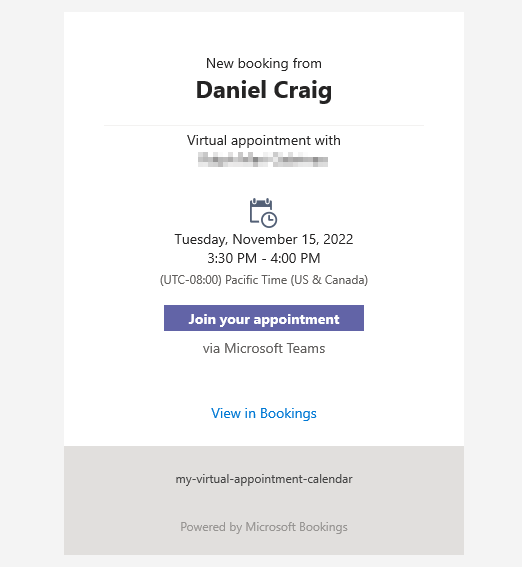 New booking from
Daniel Craig
Virtual appointment with
Tuesday, November 15, 2022
3:30 PM - 4:00 PM
(UTC-08:00) Pacific Time (US & Canada)
Join your appointment
via Microsoft Teams
View in Bookings
my-virtual-appointment-calendar
Powered by Microsoft Bookings